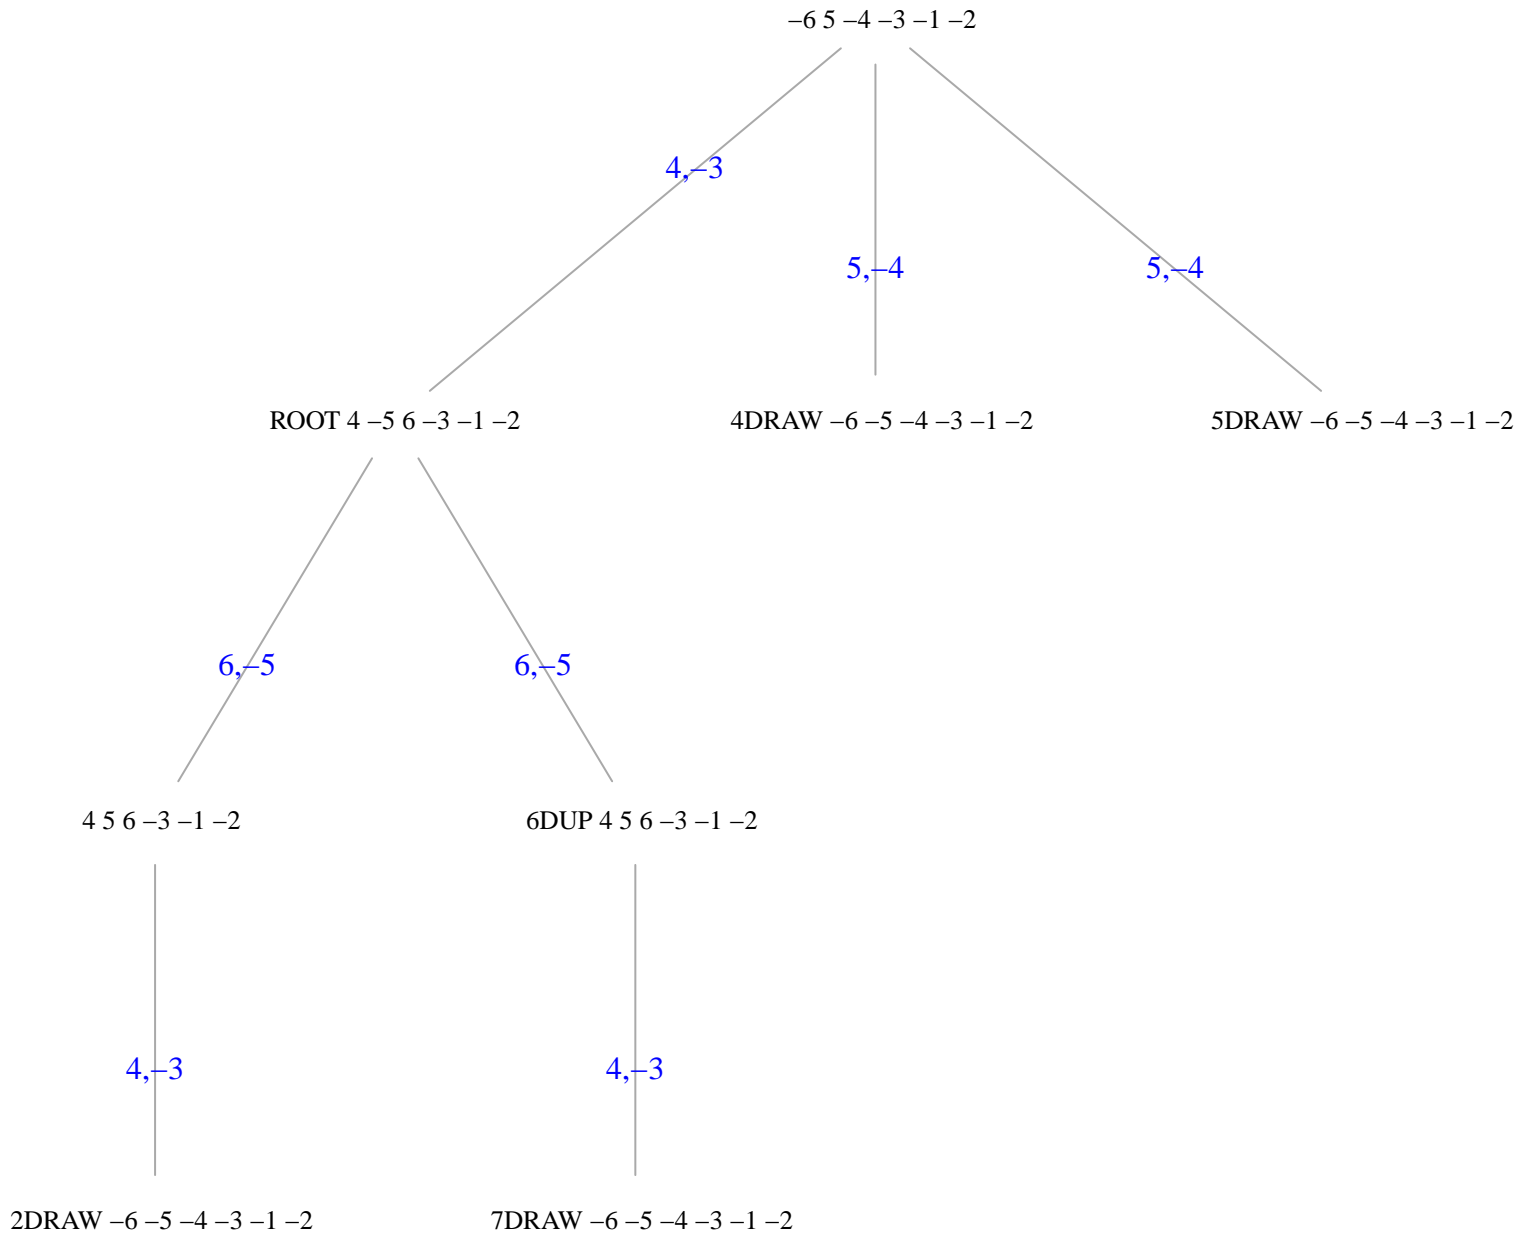 –6 5 –4 –3 –1 –2
4,–3
5,–4
5,–4
ROOT 4 –5 6 –3 –1 –2
4DRAW –6 –5 –4 –3 –1 –2
5DRAW –6 –5 –4 –3 –1 –2
6,–5
6,–5
4 5 6 –3 –1 –2
6DUP 4 5 6 –3 –1 –2
4,–3
4,–3
2DRAW –6 –5 –4 –3 –1 –2
7DRAW –6 –5 –4 –3 –1 –2